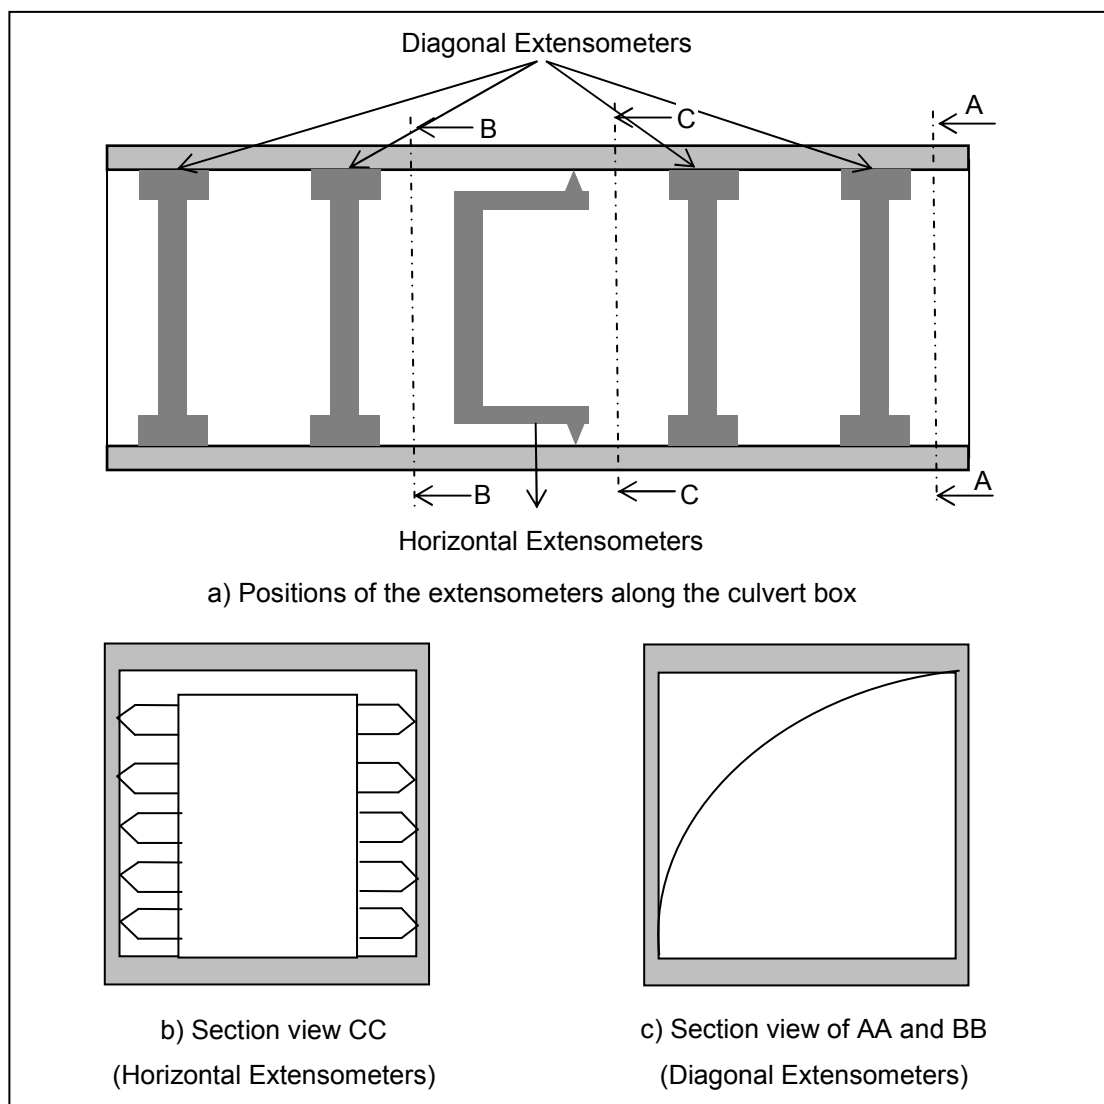 Diagonal Extensometers
B
C
A
B
C
A
Horizontal Extensometers
a) Positions of the extensometers along the culvert box
b) Section view CC
(Horizontal Extensometers)
c) Section view of AA and BB
(Diagonal Extensometers)